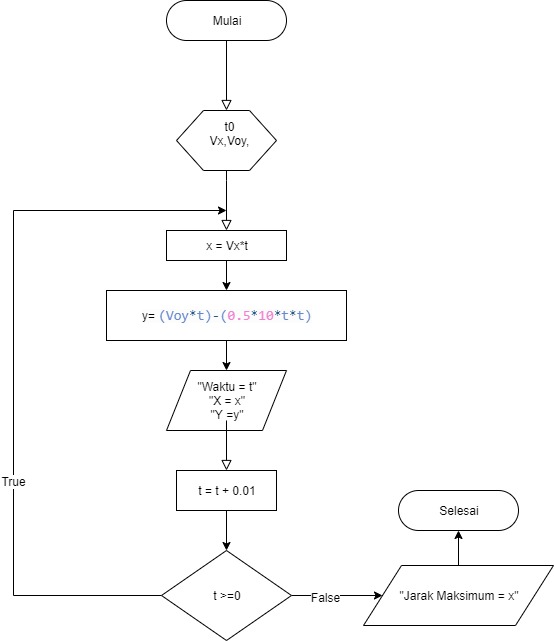 Mulai
t0
Vx,Voy,
x = Vx*t
y= (Voy*t)-(0.5*10*t*t)
"Waktu = t"
"X = x"
"Y =y"
t = t + 0.01
t >=0
True
False
"Jarak Maksimum = x"
Selesai